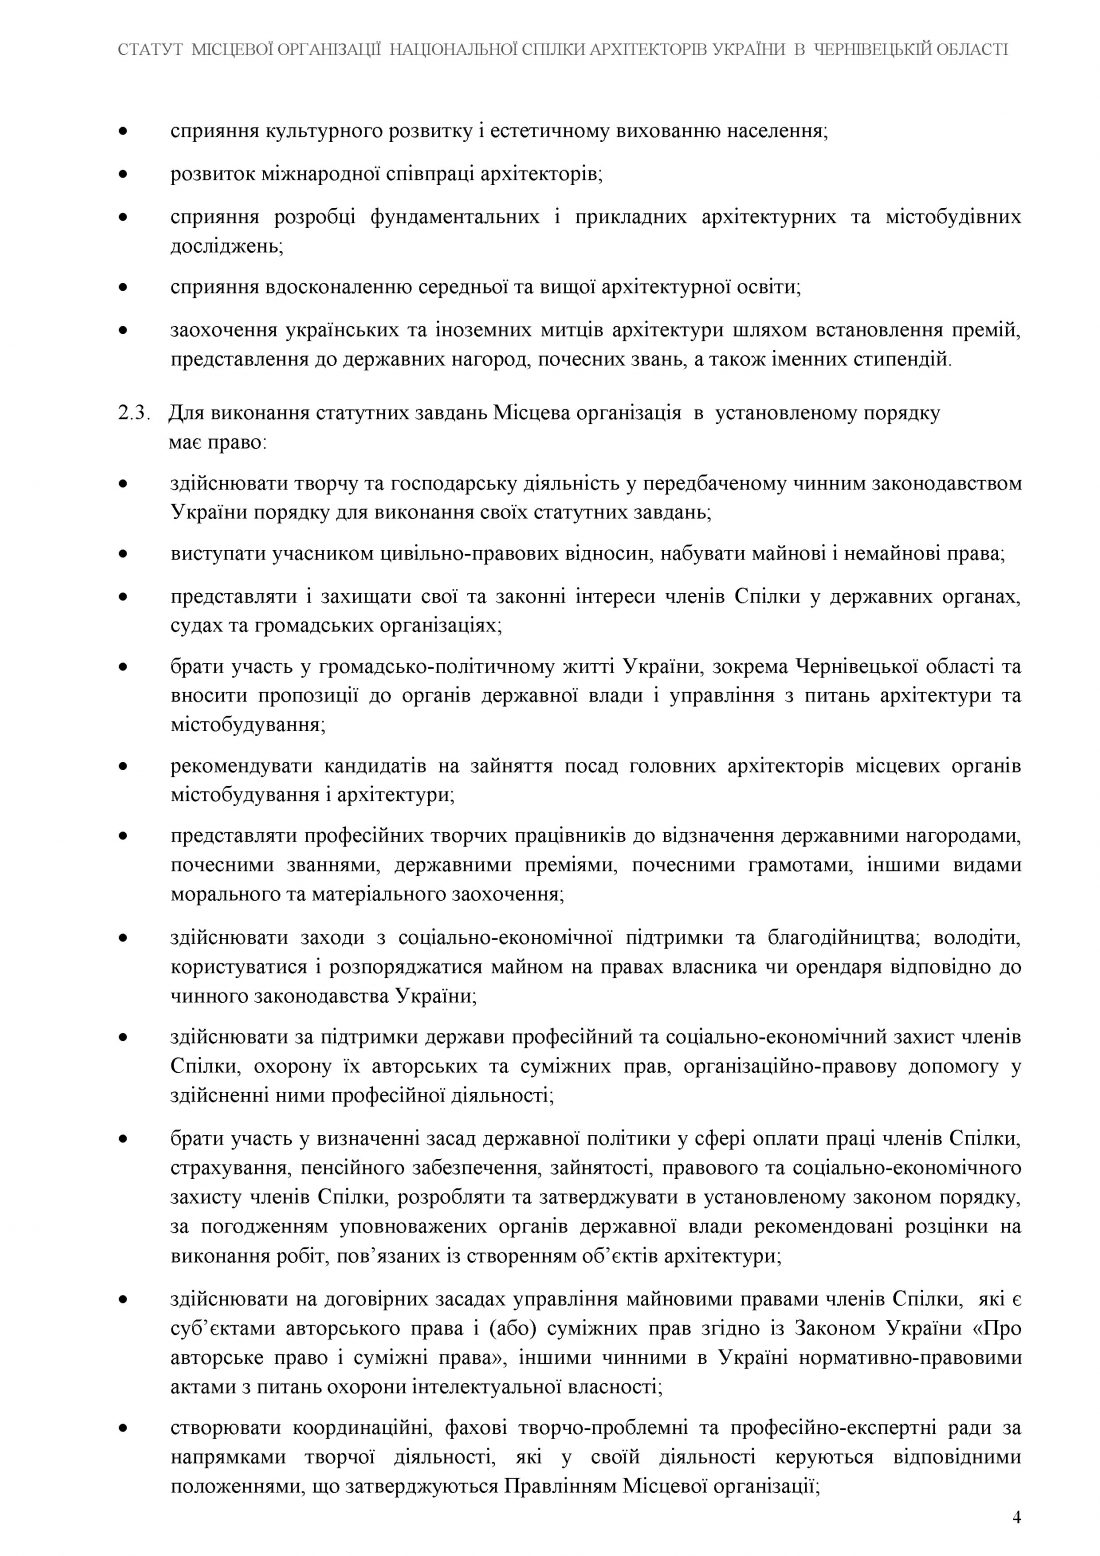 СТАТУТ МІСЦЕВОЇ ОРГАНІЗАЦІЇ НАЦІОНАЛЬНОЇ СПІЛКИ АРХІТЕКТОРІВ УКРАЇНИ В ЧЕРНІВЕЦЬКІЙ ОБЛАСТІ
• сприяння культурного розвитку і естетичному вихованню населення;
• розвиток міжнародної співпраці архітекторів;
• сприяння розробці фундаментальних і прикладних архітектурних та містобудівних
досліджень;
• сприяння вдосконаленню середньої та вищої архітектурної освіти;
• заохочення українських та іноземних митців архітектури шляхом встановлення премій,
представлення до державних нагород, почесних звань, а також іменних стипендій.
2.3. Для виконання статутних завдань Місцева організація в установленому порядку
має право:
• здійснювати творчу та господарську діяльність у передбаченому чинним законодавством
України порядку для виконання своїх статутних завдань;
• виступати учасником цивільно-правових відносин, набувати майнові і немайнові права;
• представляти і захищати свої та законні інтереси членів Спілки у державних органах,
судах та громадських організаціях;
• брати участь у громадсько-політичному житті України, зокрема Чернівецької області та
вносити пропозиції до органів державної влади і управління з питань архітектури та
містобудування;
• рекомендувати кандидатів на зайняття посад головних архітекторів місцевих органів
містобудування і архітектури;
• представляти професійних творчих працівників до відзначення державними нагородами,
почесними званнями, державними преміями, почесними грамотами, іншими видами
морального та матеріального заохочення;
• здійснювати заходи з соціально-економічної підтримки та благодійництва; володіти,
користуватися і розпоряджатися майном на правах власника чи орендаря відповідно до
чинного законодавства України;
• здійснювати за підтримки держави професійний та соціально-економічний захист членів
Спілки, охорону їх авторських та суміжних прав, організаційно-правову допомогу у
здійсненні ними професійної діяльності;
• брати участь у визначенні засад державної політики у сфері оплати праці членів Спілки,
страхування, пенсійного забезпечення, зайнятості, правового та соціально-економічного
захисту членів Спілки, розробляти та затверджувати в установленому законом порядку,
за погодженням уповноважених органів державної влади рекомендовані розцінки на
виконання робіт, пов’язаних із створенням об’єктів архітектури;
• здійснювати на договірних засадах управління майновими правами членів Спілки, які є
суб’єктами авторського права і (або) суміжних прав згідно із Законом України «Про
авторське право і суміжні права», іншими чинними в Україні нормативно-правовими
актами з питань охорони інтелектуальної власності;
• створювати координаційні, фахові творчо-проблемні та професійно-експертні ради за
напрямками творчої діяльності, які у своїй діяльності керуються відповідними
положеннями, що затверджуються Правлінням Місцевої організації;
4